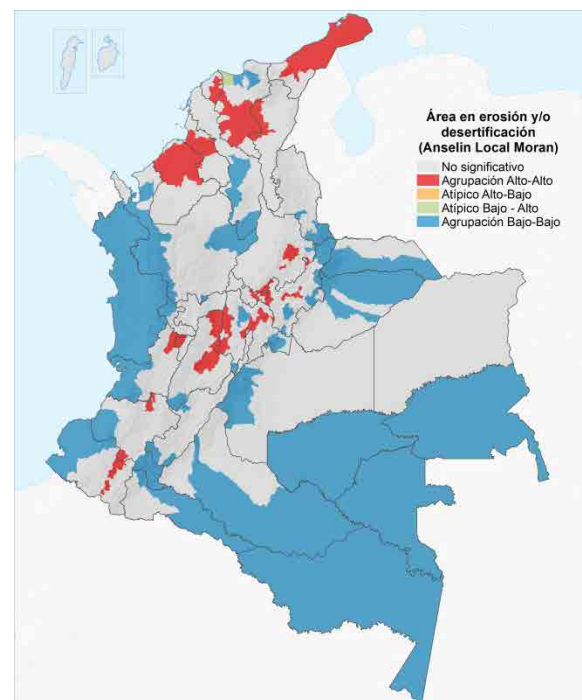 Área en erosión y/o
desertificación
(Anselin Local Moran)
No significativo
Agrupación Alto-Alto
Atípico Alto-Bajo
Atípico Bajo - Alto
Agrupación Bajo-Bajo